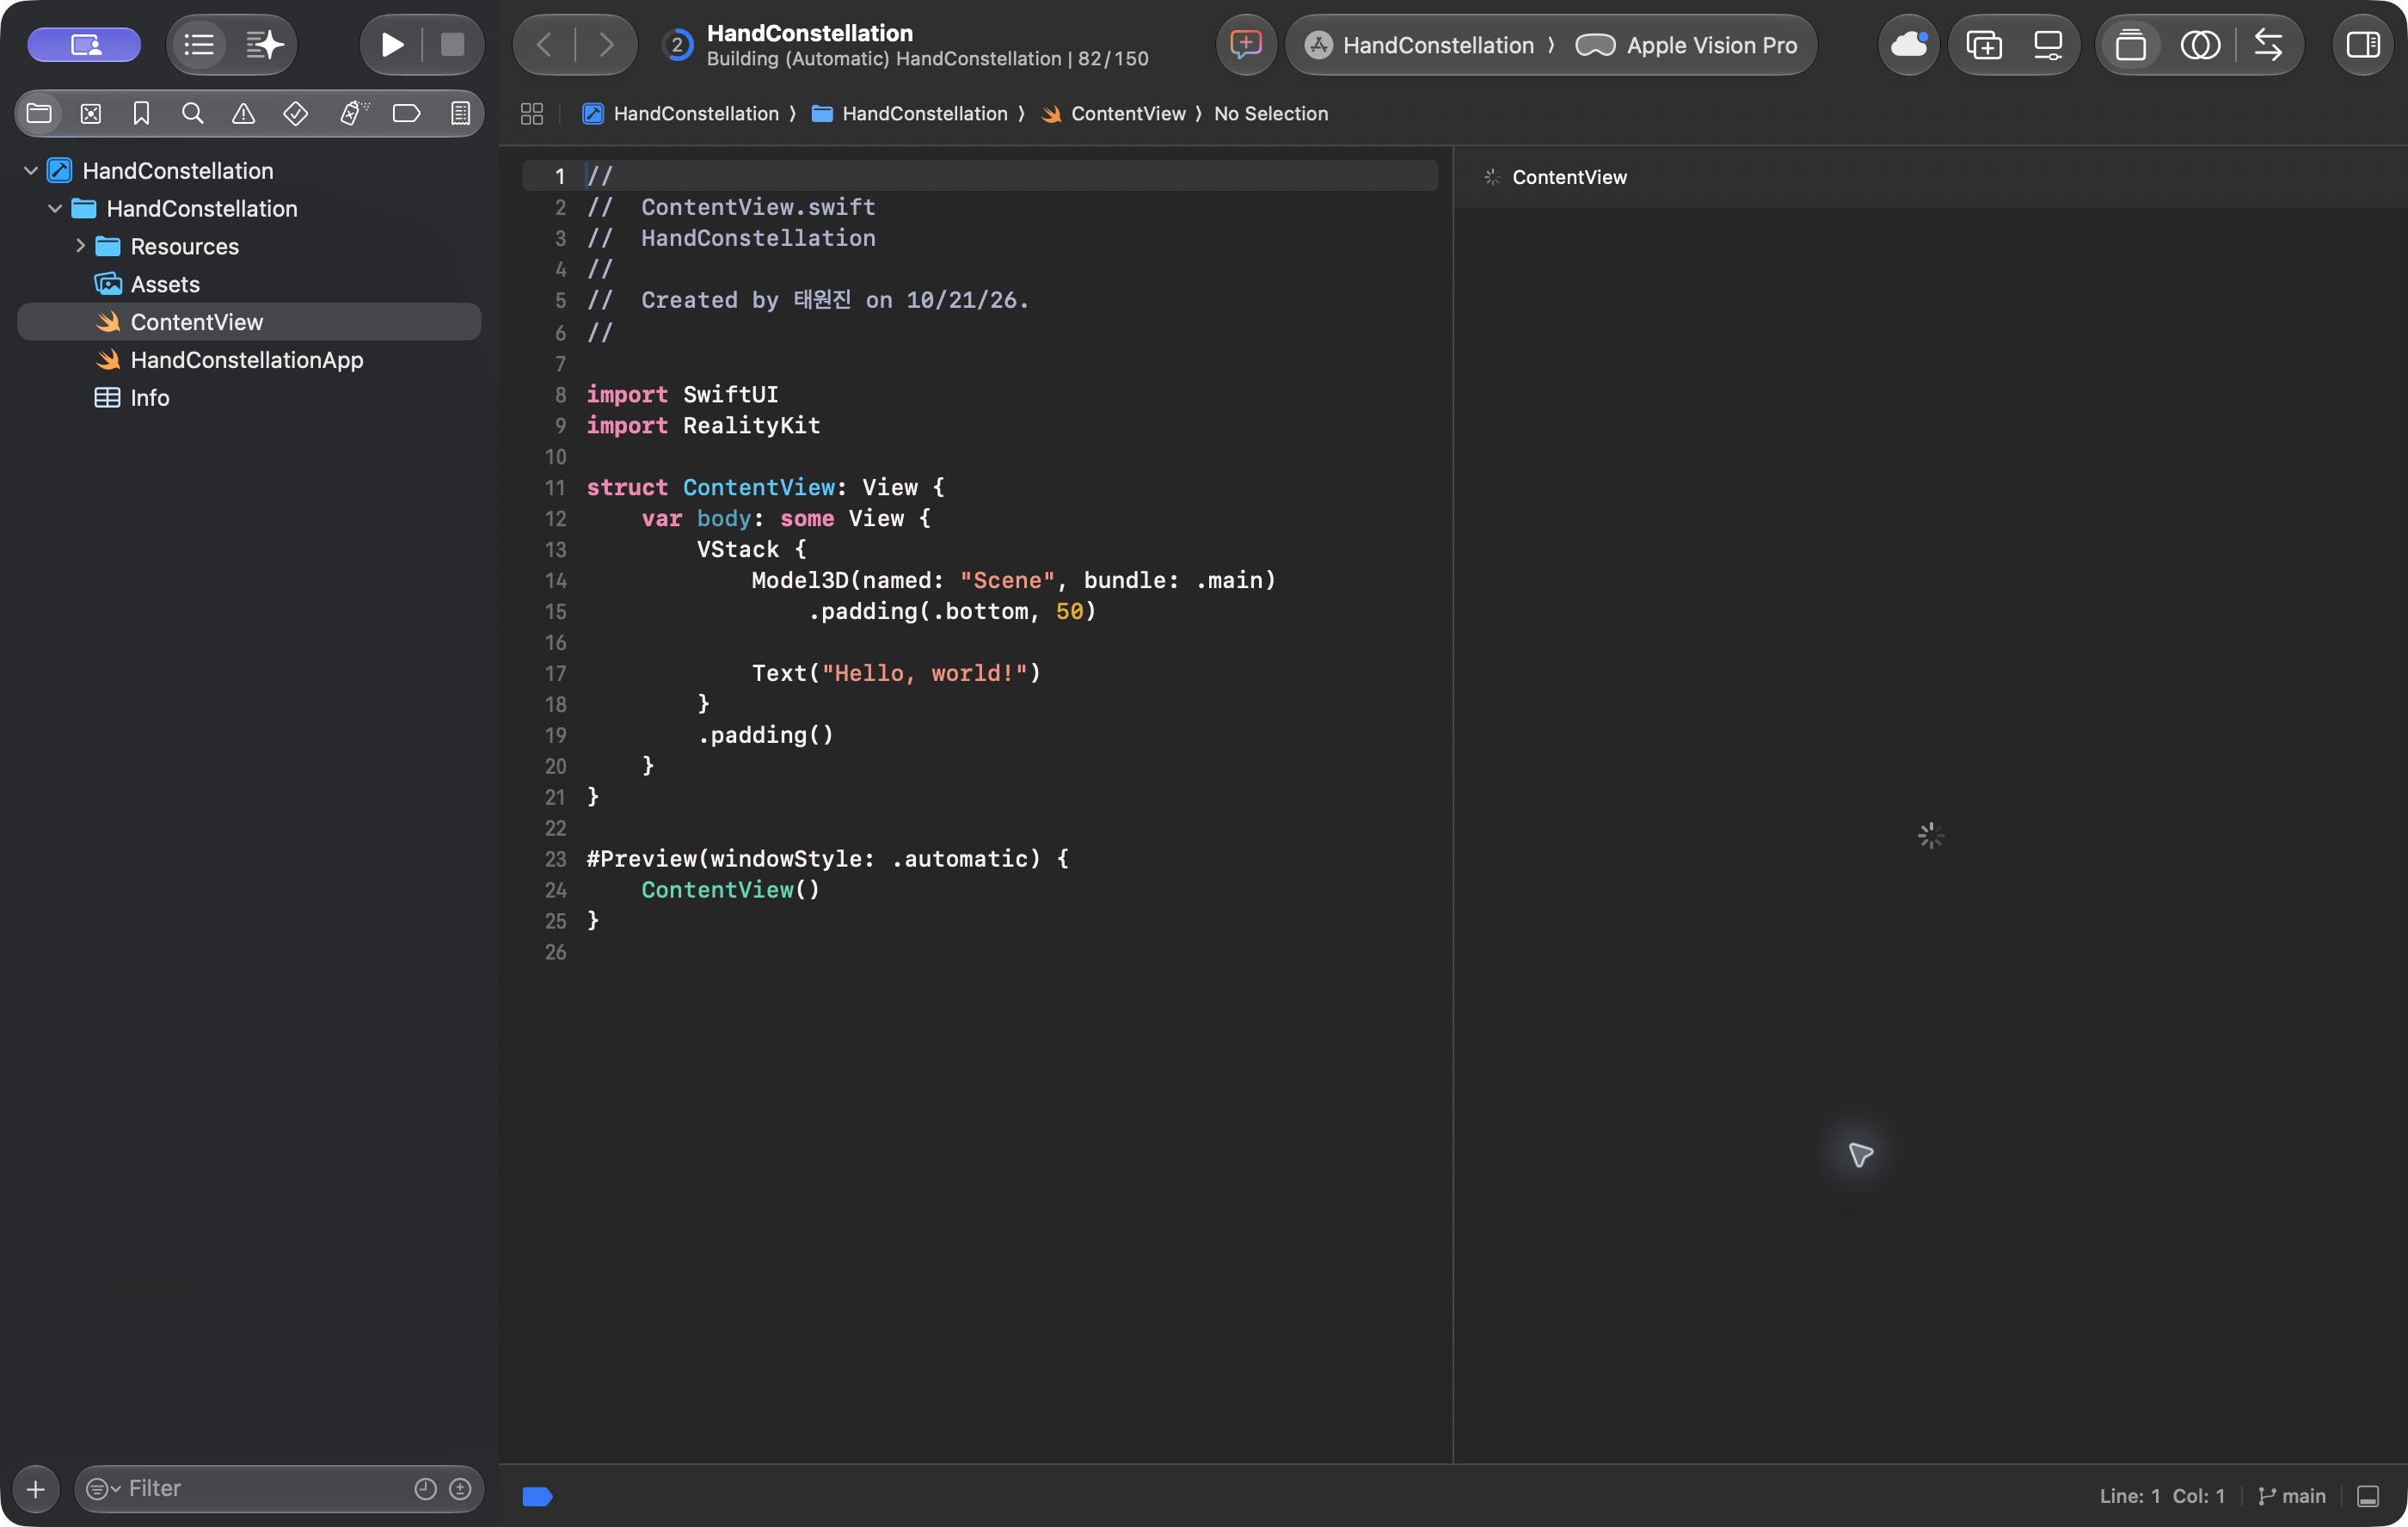 2
HandConstellation
Building (Automatic) HandConstellation | 82/150
HandConstellation 〉 Apple Vision Pro
HandConstellation 〉 HandConstellation 〉 ContentView 〉 No Selection
HandConstellation
HandConstellation
Resources
Assets
ContentView
HandConstellationApp
Info
Filter
1 //
2 //  ContentView.swift
3 //  HandConstellation
4 //
5 //  Created by 태원진 on 10/21/26.
6 //
7
8 import SwiftUI
9 import RealityKit
10
11 struct ContentView: View {
12     var body: some View {
13         VStack {
14             Model3D(named: "Scene", bundle: .main)
15                 .padding(.bottom, 50)
16
17             Text("Hello, world!")
18         }
19         .padding()
20     }
21 }
22
23 #Preview(windowStyle: .automatic) {
24     ContentView()
25 }
26
ContentView
Line: 1 Col: 1
main